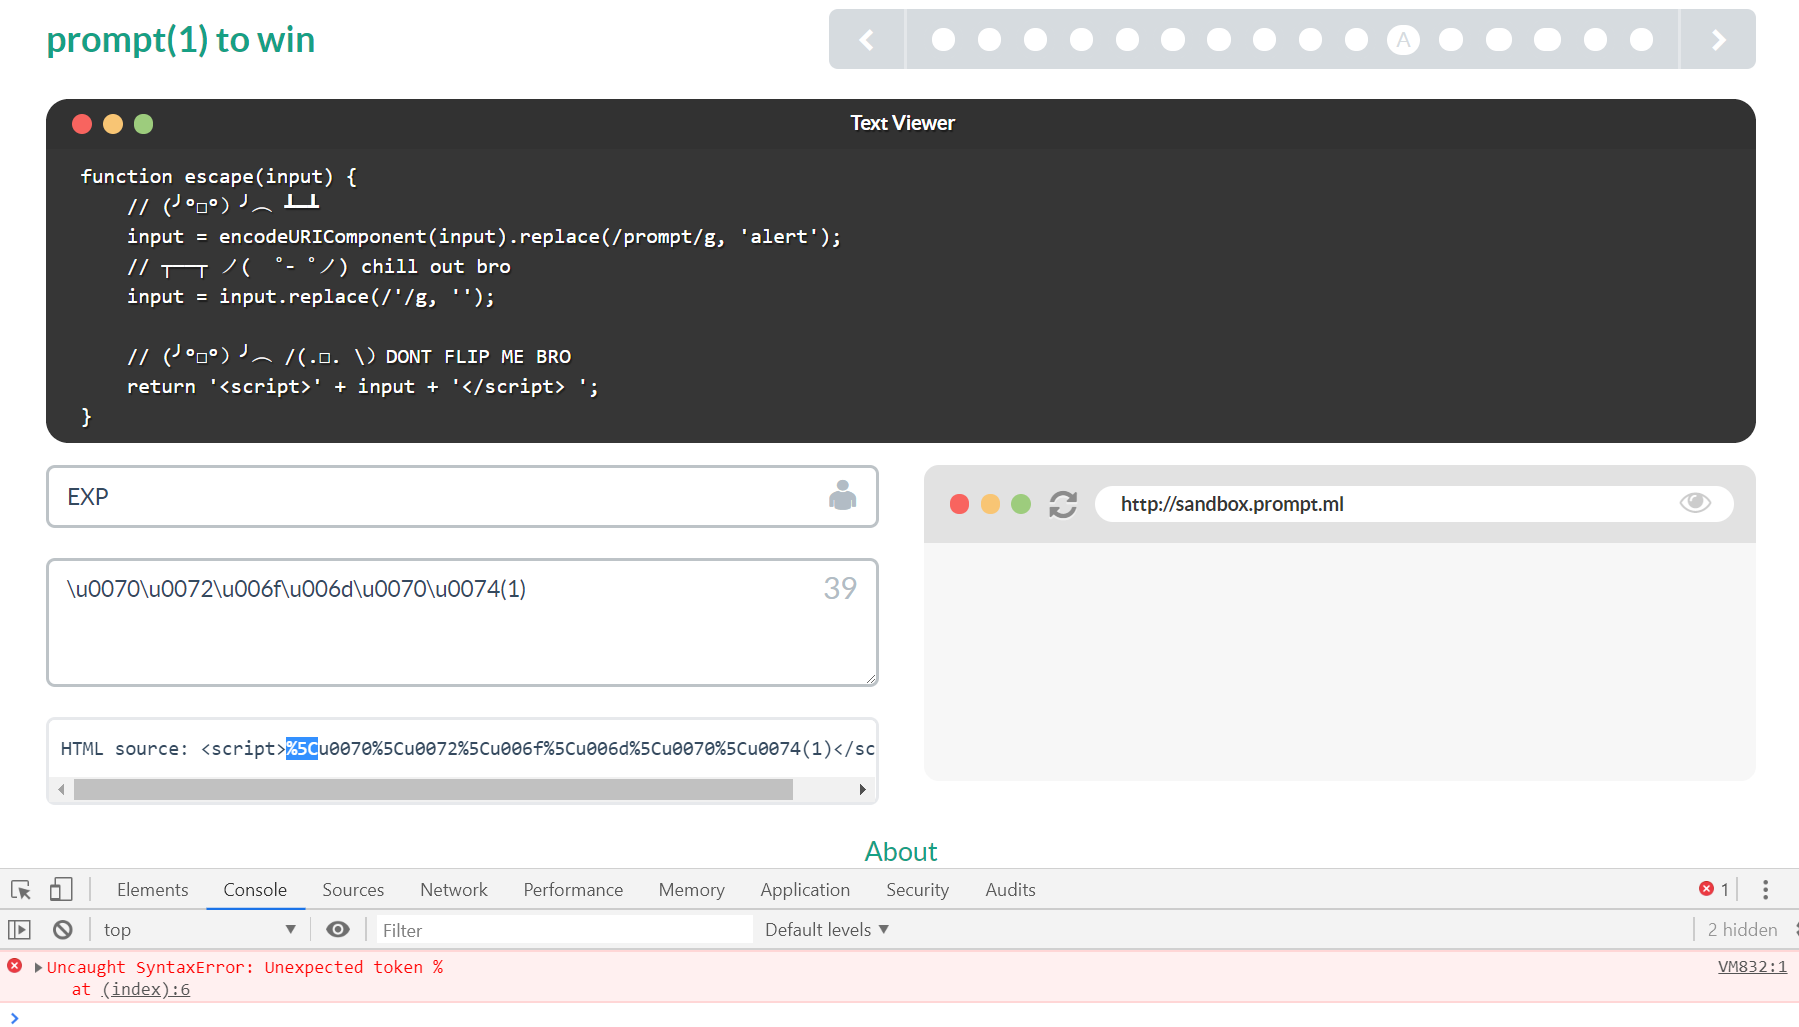 prompt(1) to win
A
Text Viewer
function escape(input) {
    // (╯°□°）╯︵ ┻━┻
    input = encodeURIComponent(input).replace(/prompt/g, 'alert');
    // ┬──┬ ノ( ゜-゜ノ) chill out bro
    input = input.replace(/'/g, '');
    // (╯°□°）╯︵ /(.□. \）DONT FLIP ME BRO
    return '<script>' + input + '</script> ';
}
EXP
\u0070\u0072\u006f\u006d\u0070\u0074(1)
39
HTML source: <script>%5Cu0070%5Cu0072%5Cu006f%5Cu006d%5Cu0070%5Cu0074(1)</sc
http://sandbox.prompt.ml
About
Elements Console Sources Network Performance Memory Application Security Audits 1
top Filter Default levels 2 hidden
Uncaught SyntaxError: Unexpected token % VM832:1
at (index):6